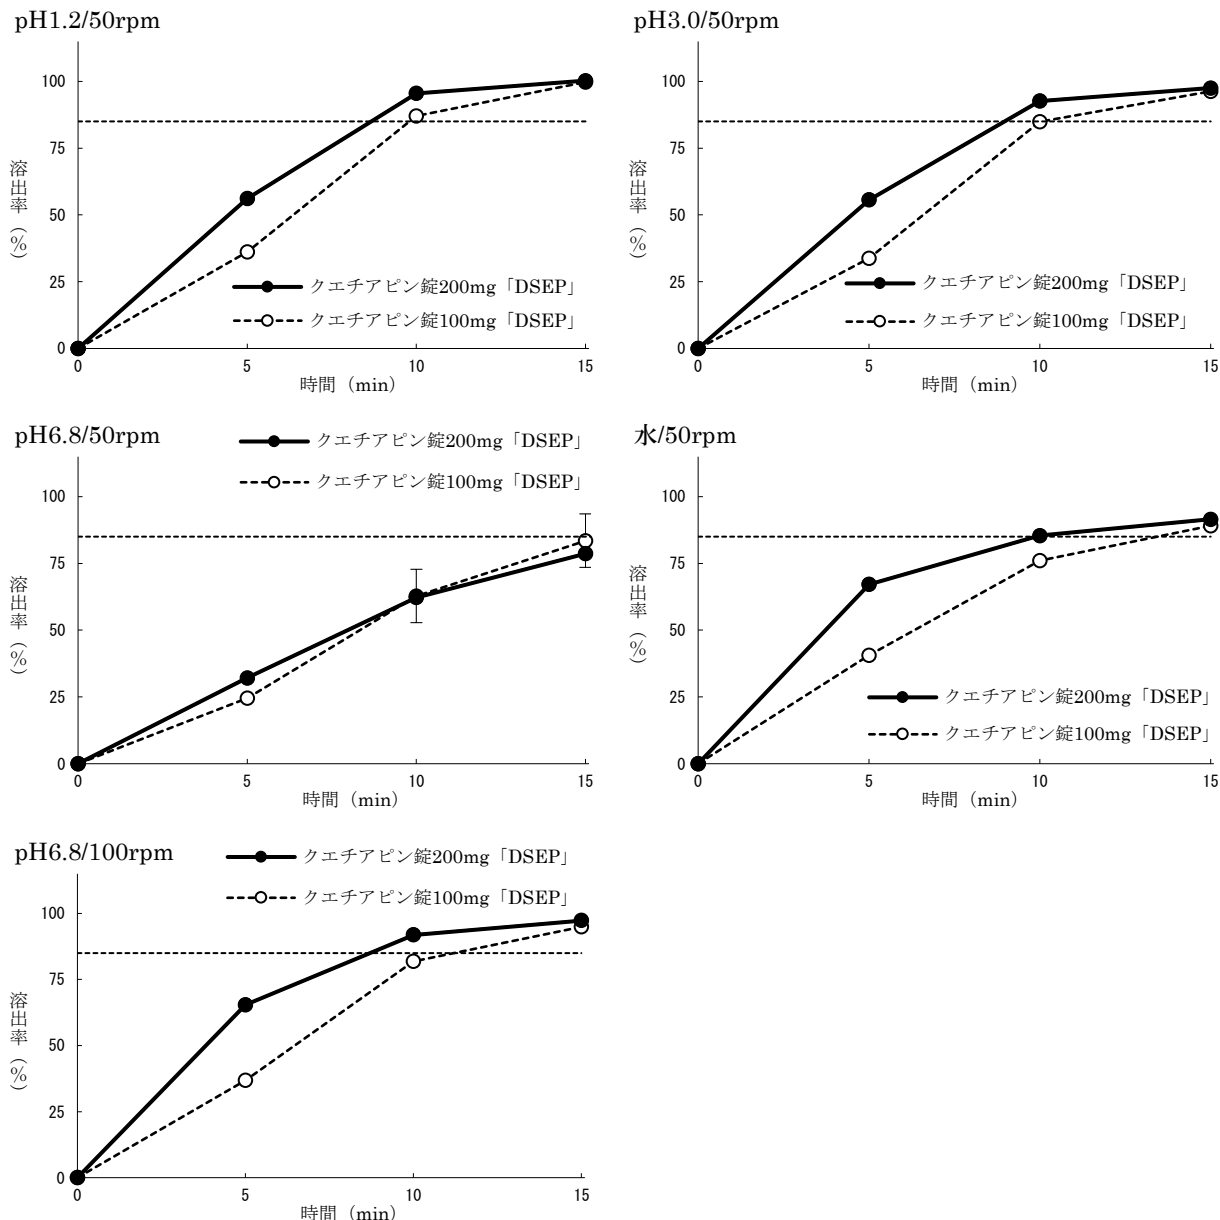 pH1.2/50rpm
100
75
50
25
0
溶出率（%）
クエチアピン錠200mg「DSEP」
クエチアピン錠100mg「DSEP」
0 5 10 15
時間（min）
pH3.0/50rpm
100
75
50
25
0
溶出率（%）
クエチアピン錠200mg「DSEP」
クエチアピン錠100mg「DSEP」
0 5 10 15
時間（min）
pH6.8/50rpm
クエチアピン錠200mg「DSEP」
クエチアピン錠100mg「DSEP」
100
75
50
25
0
溶出率（%）
0 5 10 15
時間（min）
水/50rpm
100
75
50
25
0
溶出率（%）
クエチアピン錠200mg「DSEP」
クエチアピン錠100mg「DSEP」
0 5 10 15
時間（min）
pH6.8/100rpm
クエチアピン錠200mg「DSEP」
クエチアピン錠100mg「DSEP」
100
75
50
25
0
溶出率（%）
0 5 10 15
時間（min）